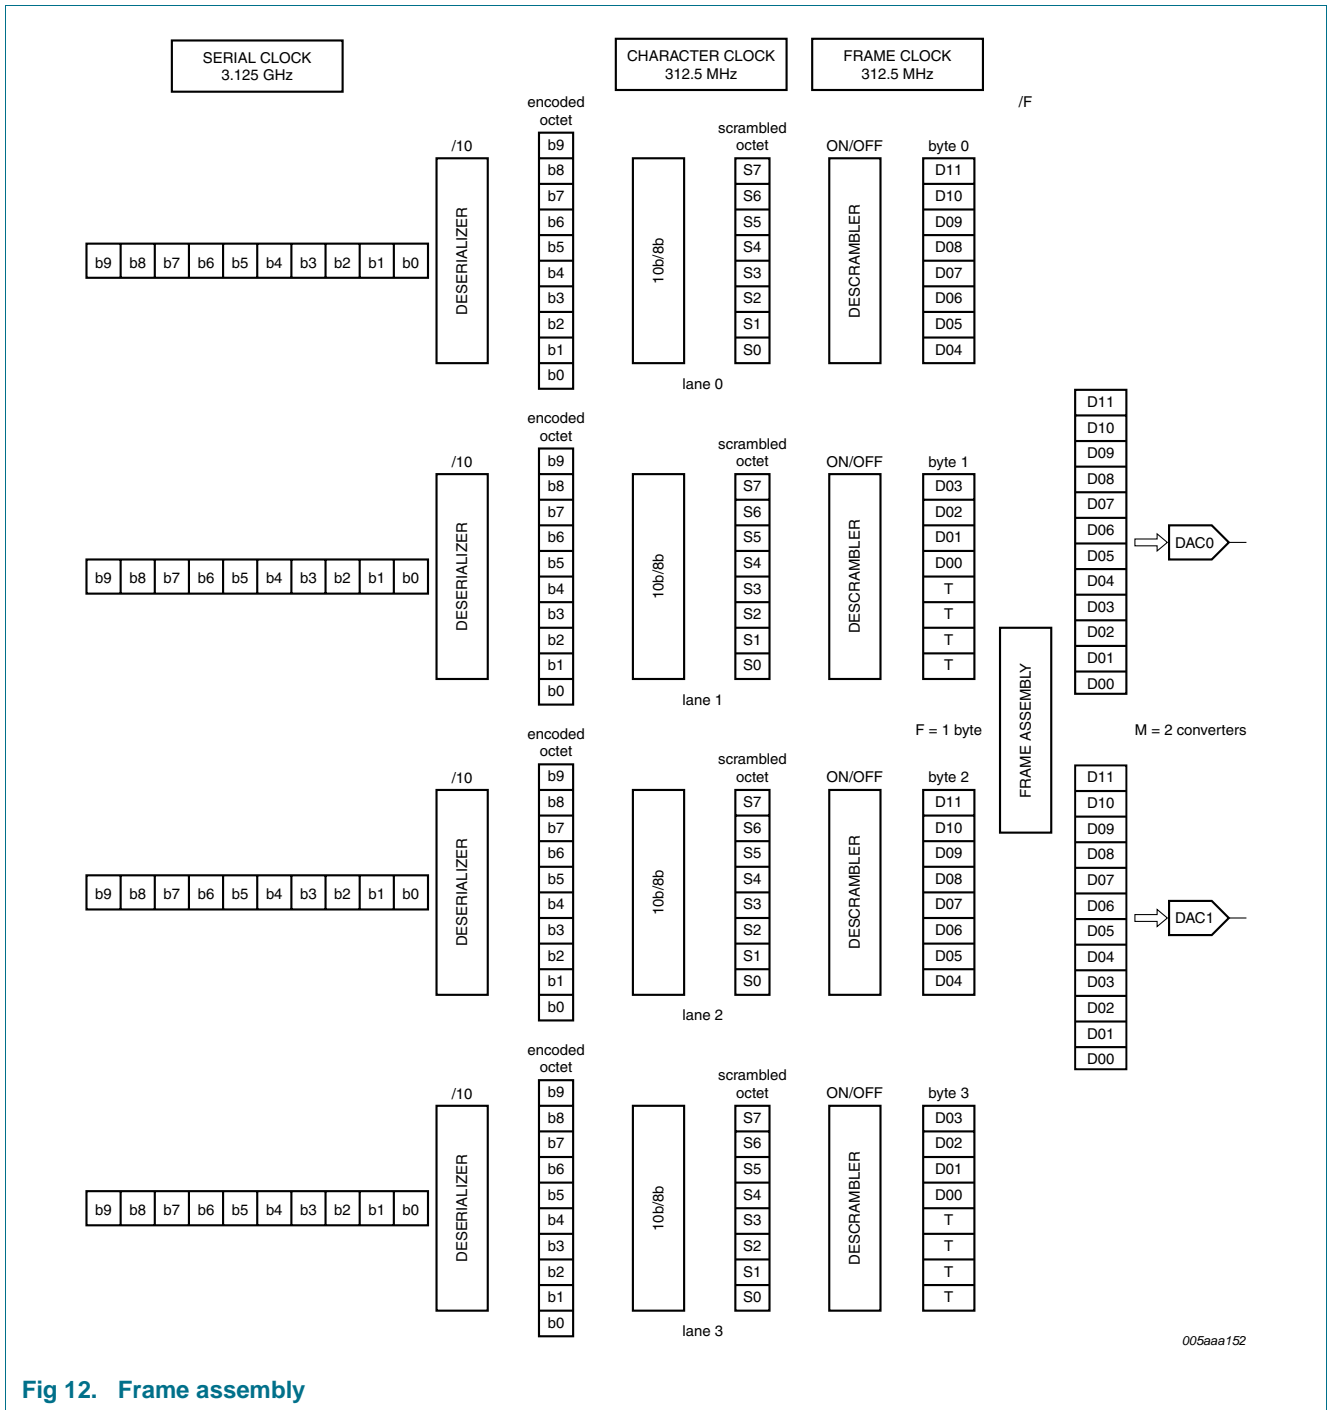 SERIAL CLOCK
3.125 GHz
CHARACTER CLOCK
312.5 MHz
FRAME CLOCK
312.5 MHz
/F
encoded
octet
/10
scrambled
octet
ON/OFF
byte 0
b9 b8 b7 b6 b5 b4 b3 b2 b1 b0
DESERIALIZER
b9
b8
b7
b6
b5
b4
b3
b2
b1
b0
10b/8b
S7
S6
S5
S4
S3
S2
S1
S0
DESCRAMBLER
D11
D10
D09
D08
D07
D06
D05
D04
lane 0
encoded
octet
/10
scrambled
octet
ON/OFF
byte 1
b9 b8 b7 b6 b5 b4 b3 b2 b1 b0
DESERIALIZER
b9
b8
b7
b6
b5
b4
b3
b2
b1
b0
10b/8b
S7
S6
S5
S4
S3
S2
S1
S0
DESCRAMBLER
D03
D02
D01
D00
T
T
T
T
lane 1
F = 1 byte
encoded
octet
/10
scrambled
octet
ON/OFF
byte 2
b9 b8 b7 b6 b5 b4 b3 b2 b1 b0
DESERIALIZER
b9
b8
b7
b6
b5
b4
b3
b2
b1
b0
10b/8b
S7
S6
S5
S4
S3
S2
S1
S0
DESCRAMBLER
D11
D10
D09
D08
D07
D06
D05
D04
lane 2
encoded
octet
/10
scrambled
octet
ON/OFF
byte 3
b9 b8 b7 b6 b5 b4 b3 b2 b1 b0
DESERIALIZER
b9
b8
b7
b6
b5
b4
b3
b2
b1
b0
10b/8b
S7
S6
S5
S4
S3
S2
S1
S0
DESCRAMBLER
D03
D02
D01
D00
T
T
T
T
lane 3
FRAME ASSEMBLY
D11
D10
D09
D08
D07
D06
D05
D04
D03
D02
D01
D00
DAC0
M = 2 converters
D11
D10
D09
D08
D07
D06
D05
D04
D03
D02
D01
D00
DAC1
005aaa152
Fig 12. Frame assembly